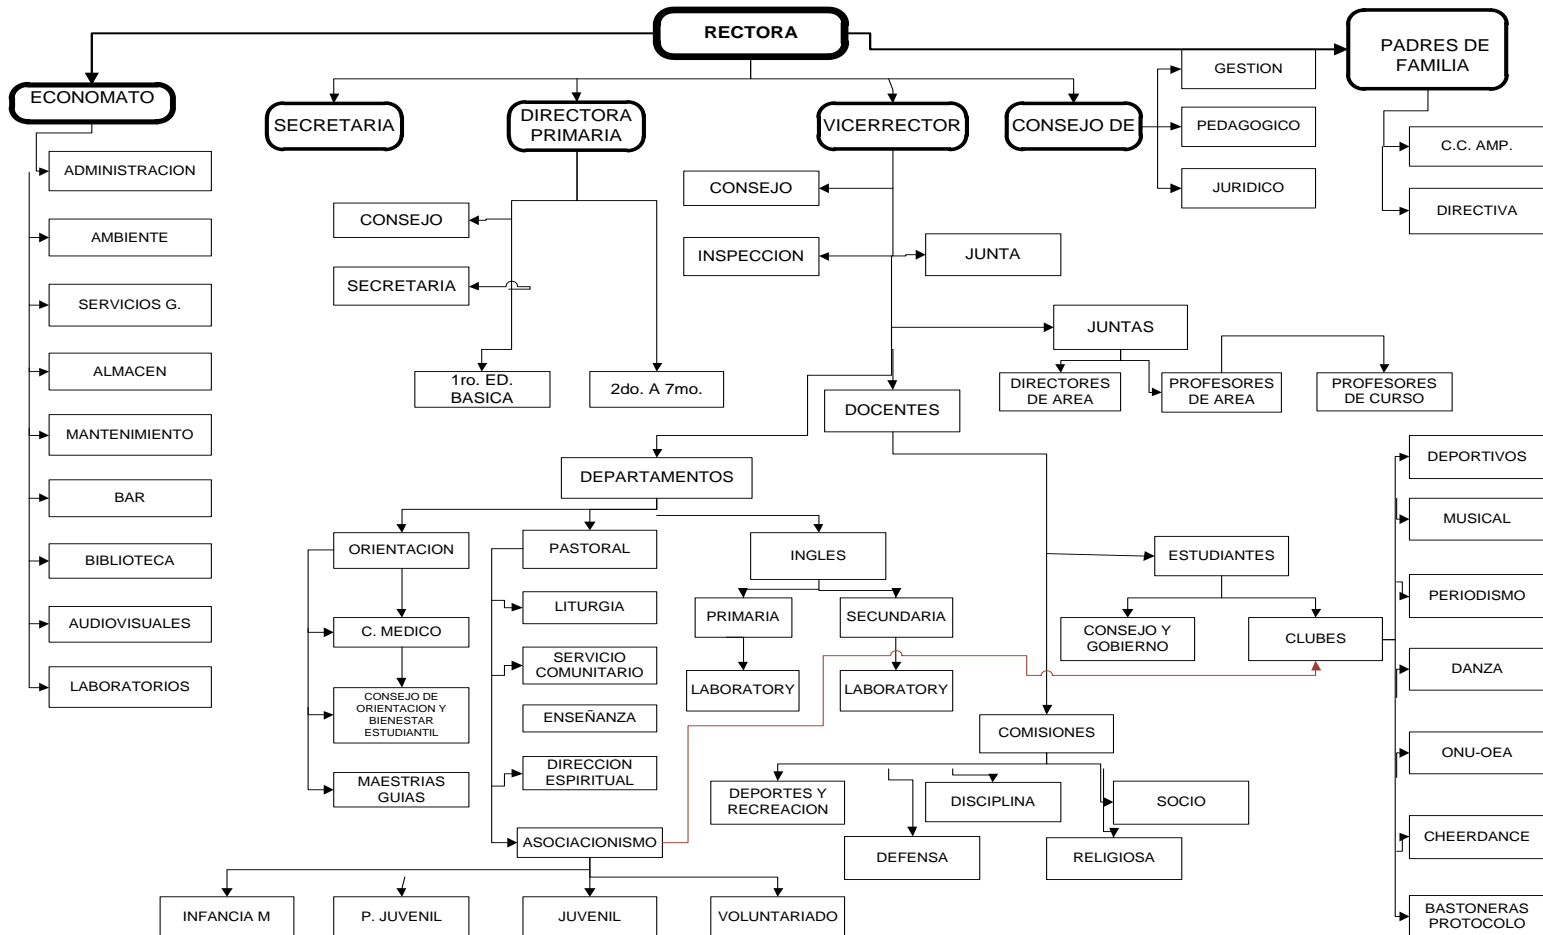 RECTORA
PADRES DE
FAMILIA
ECONOMATO
SECRETARIA
DIRECTORA
PRIMARIA
VICERRECTOR
CONSEJO DE
GESTION
PEDAGOGICO
JURIDICO
C.C. AMP.
DIRECTIVA
ADMINISTRACION
AMBIENTE
SERVICIOS G.
ALMACEN
MANTENIMIENTO
BAR
BIBLIOTECA
AUDIOVISUALES
LABORATORIOS
CONSEJO
SECRETARIA
1ro. ED.
BASICA
2do. A 7mo.
CONSEJO
INSPECCION
JUNTA
JUNTAS
DIRECTORES
DE AREA
PROFESORES
DE AREA
PROFESORES
DE CURSO
DOCENTES
DEPARTAMENTOS
ORIENTACION
C. MEDICO
CONSEJO DE
ORIENTACION Y
BIENESTAR
ESTUDIANTIL
MAESTRIAS
GUIAS
PASTORAL
LITURGIA
SERVICIO
COMUNITARIO
ENSEÑANZA
DIRECCION
ESPIRITUAL
ASOCIACIONISMO
INFANCIA M
P. JUVENIL
JUVENIL
VOLUNTARIADO
INGLES
PRIMARIA
SECUNDARIA
LABORATORY
LABORATORY
ESTUDIANTES
CONSEJO Y
GOBIERNO
CLUBES
COMISIONES
DEPORTES Y
RECREACION
DEFENSA
DISCIPLINA
RELIGIOSA
SOCIO
DEPORTIVOS
MUSICAL
PERIODISMO
DANZA
ONU-OEA
CHEERDANCE
BASTONERAS
PROTOCOLO